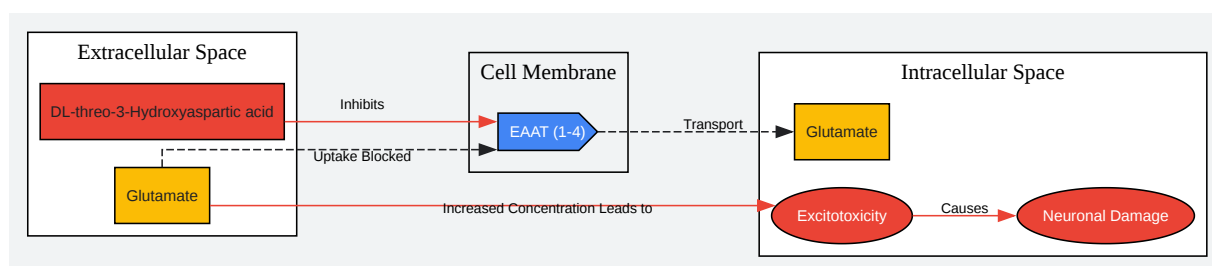 Extracellular Space
DL-threo-3-Hydroxyaspartic acid
Glutamate
Inhibits
Uptake Blocked
Increased Concentration Leads to
Cell Membrane
EAAT (1-4)
Transport
Intracellular Space
Glutamate
Excitotoxicity
Causes
Neuronal Damage